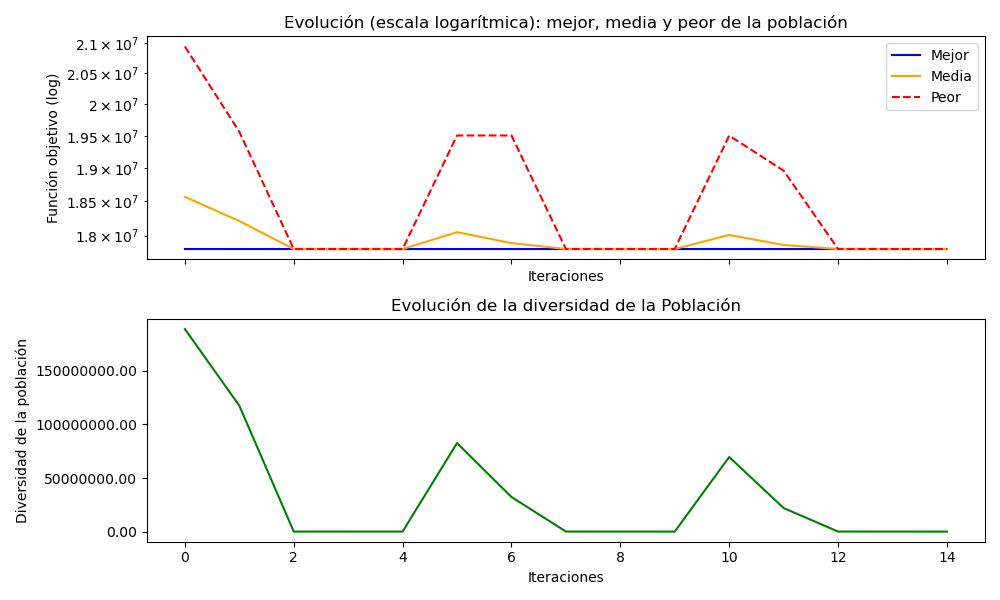 Evolución (escala logarítmica): mejor, media y peor de la población
Función objetivo (log)
2.1 × 10⁷
2.05 × 10⁷
2 × 10⁷
1.95 × 10⁷
1.9 × 10⁷
1.85 × 10⁷
1.8 × 10⁷
Mejor
Media
Peor
Iteraciones
Evolución de la diversidad de la Población
Diversidad de la población
150000000.00
100000000.00
50000000.00
0.00
0 2 4 6 8 10 12 14
Iteraciones